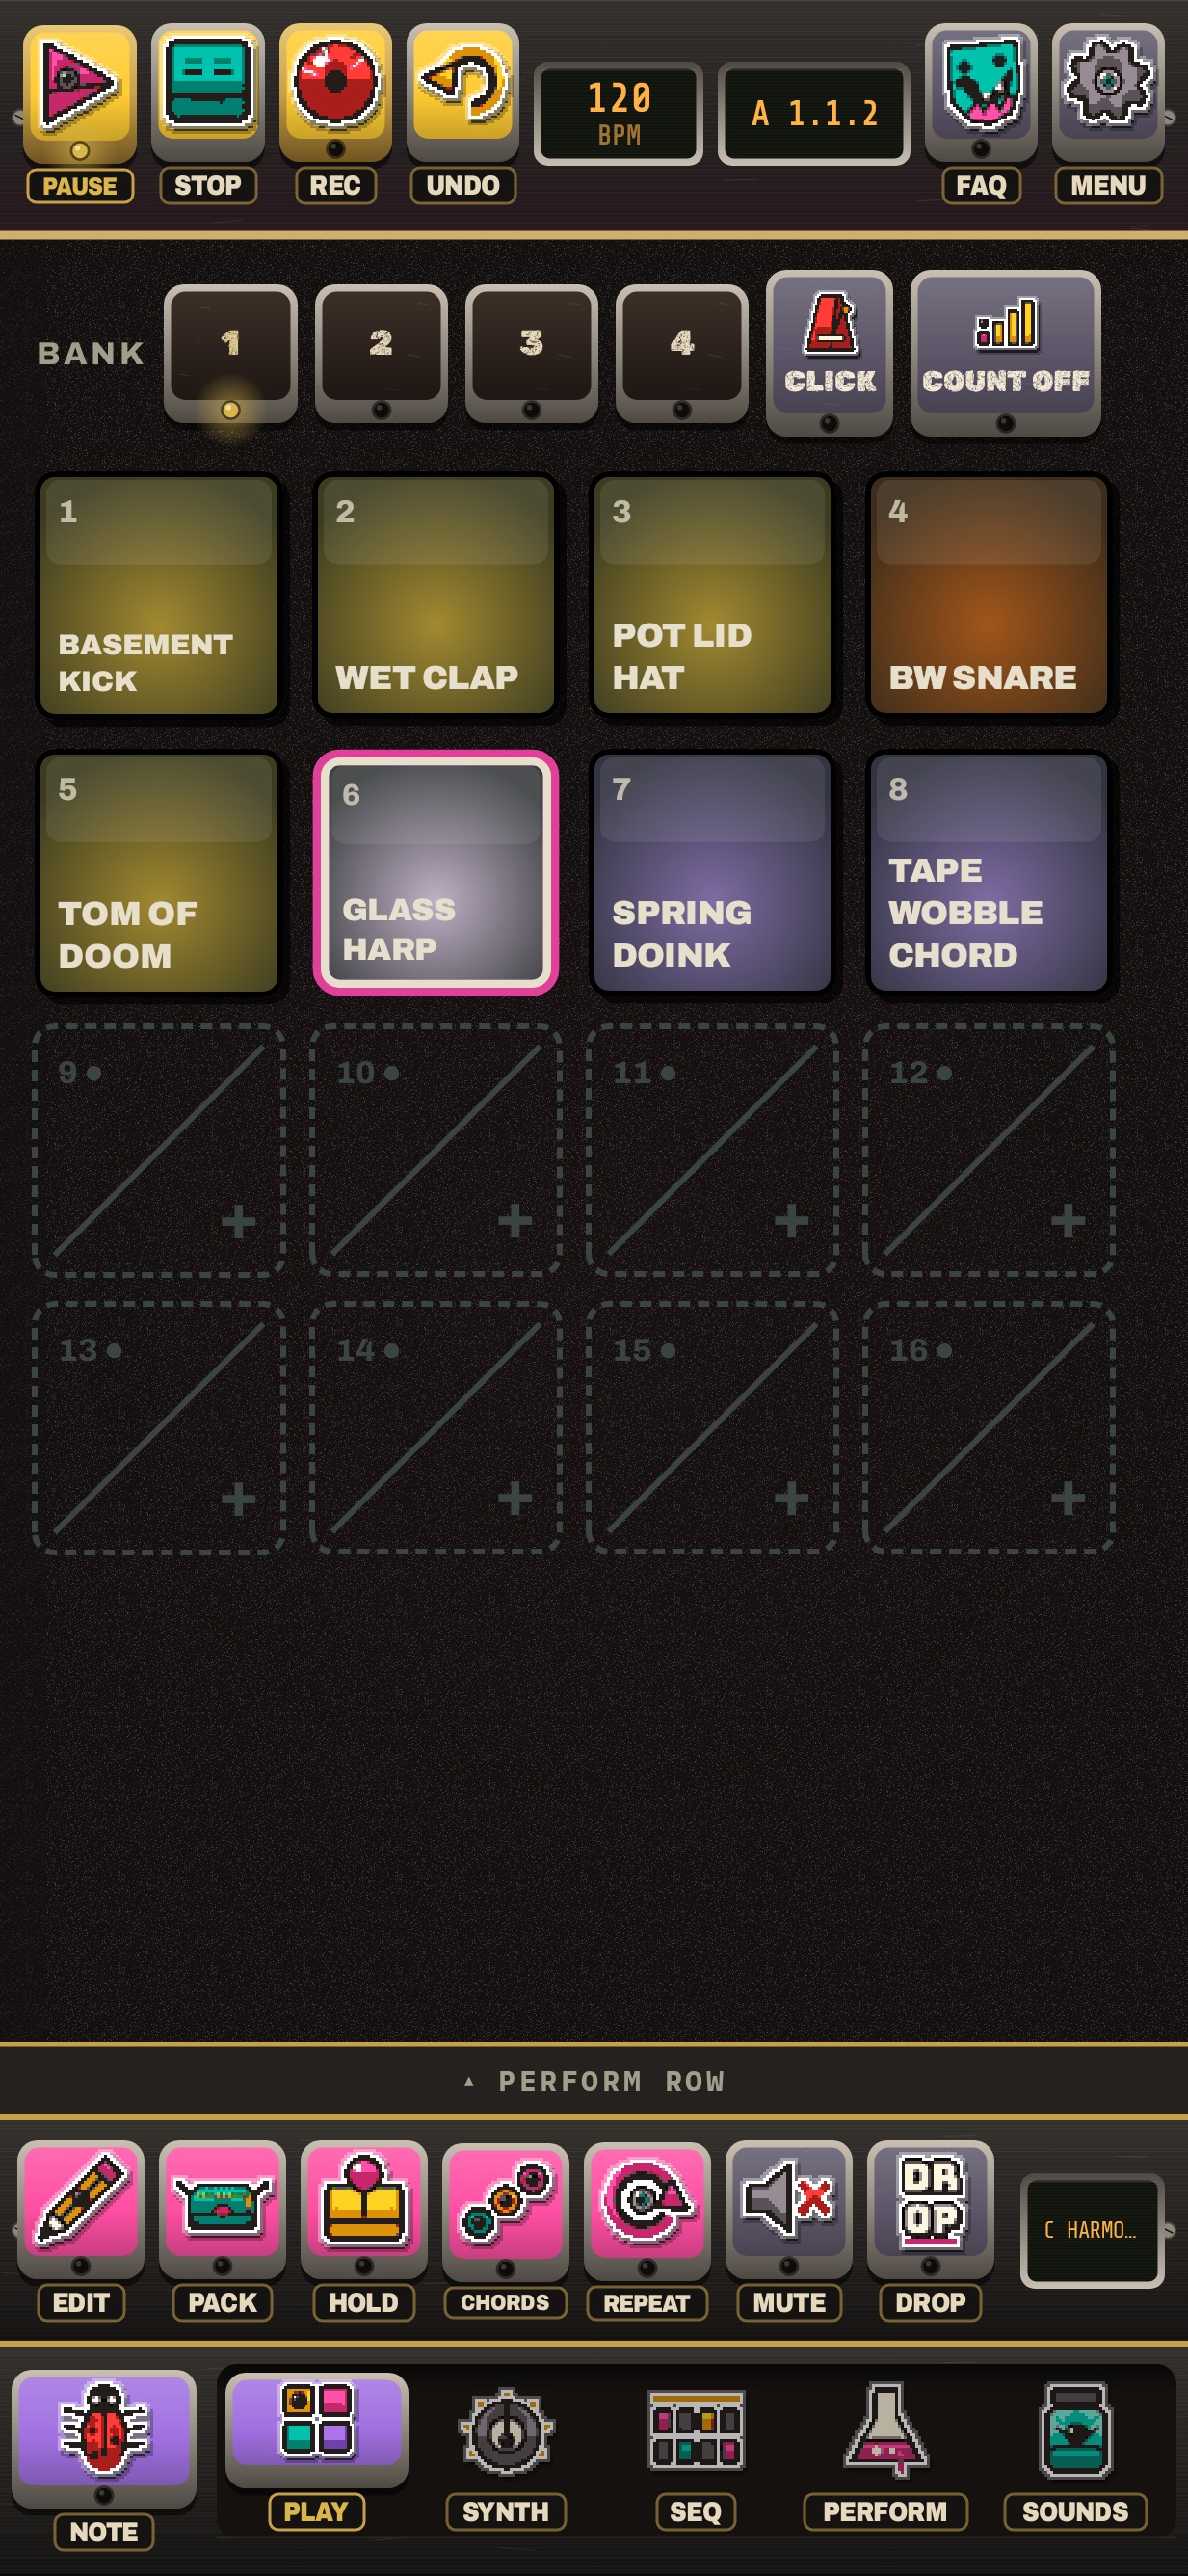 PAUSE
STOP
REC
UNDO
120
BPM
A 1.1.2
FAQ
MENU
BANK
1
2
3
4
CLICK
COUNT OFF
1
BASEMENT
KICK
2
WET CLAP
3
POT LID
HAT
4
BW SNARE
5
TOM OF
DOOM
6
GLASS
HARP
7
SPRING
DOINK
8
TAPE
WOBBLE
CHORD
9
10
11
12
13
14
15
16
▲ PERFORM ROW
DR
OP
EDIT
PACK
HOLD
CHORDS
REPEAT
MUTE
DROP
C HARMO…
NOTE
PLAY
SYNTH
SEQ
PERFORM
SOUNDS